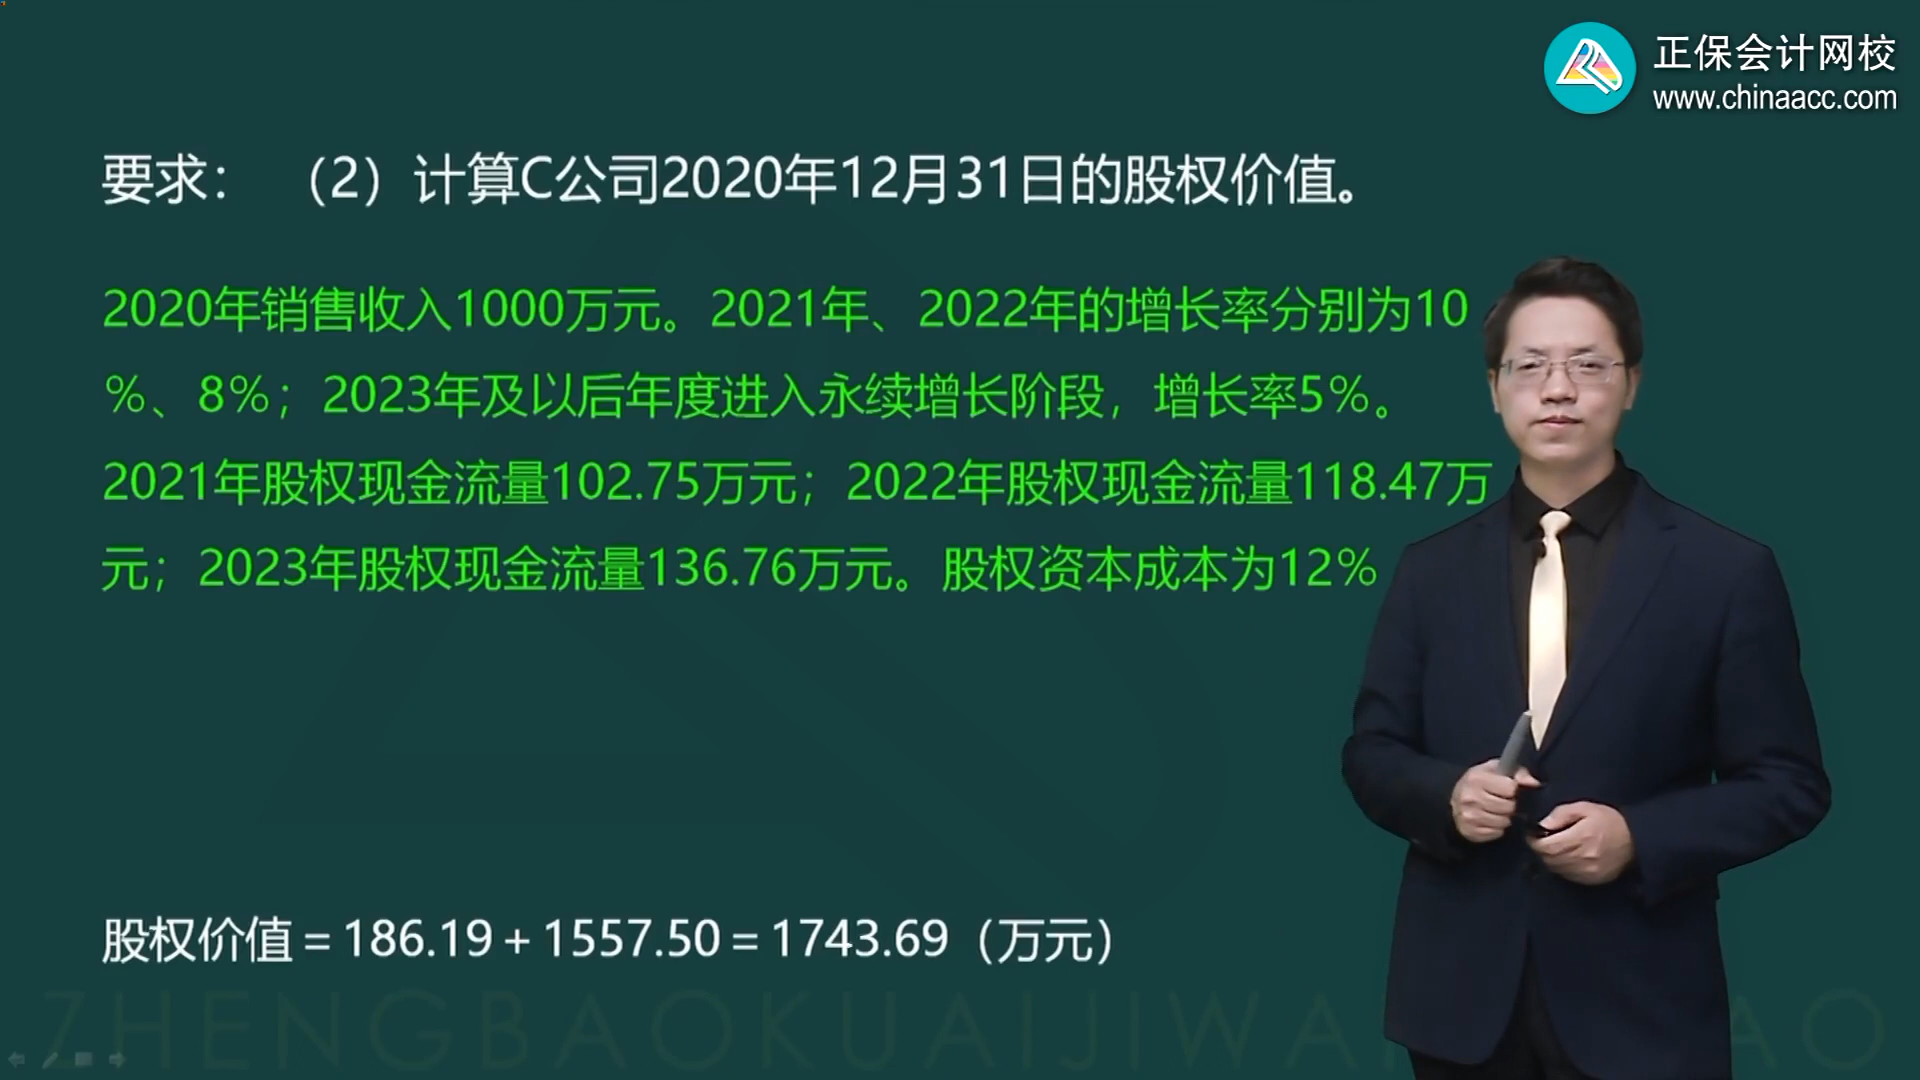 正保会计网校
www.chinaacc.com
要求：（2）计算C公司2020年12月31日的股权价值。
2020年销售收入1000万元。2021年、2022年的增长率分别为10
%、8%；2023年及以后年度进入永续增长阶段，增长率5%。
2021年股权现金流量102.75万元；2022年股权现金流量118.47万
元；2023年股权现金流量136.76万元。股权资本成本为12%
股权价值＝186.19＋1557.50＝1743.69（万元）